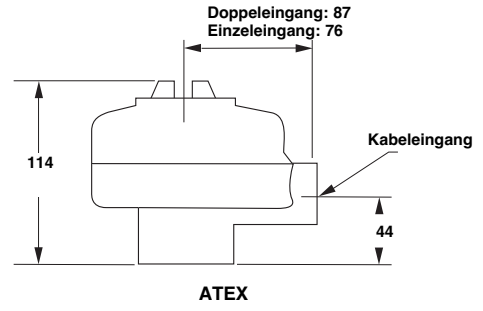 Doppeleingang: 87
Einzeleingang: 76
Kabeleingang
114
44
ATEX